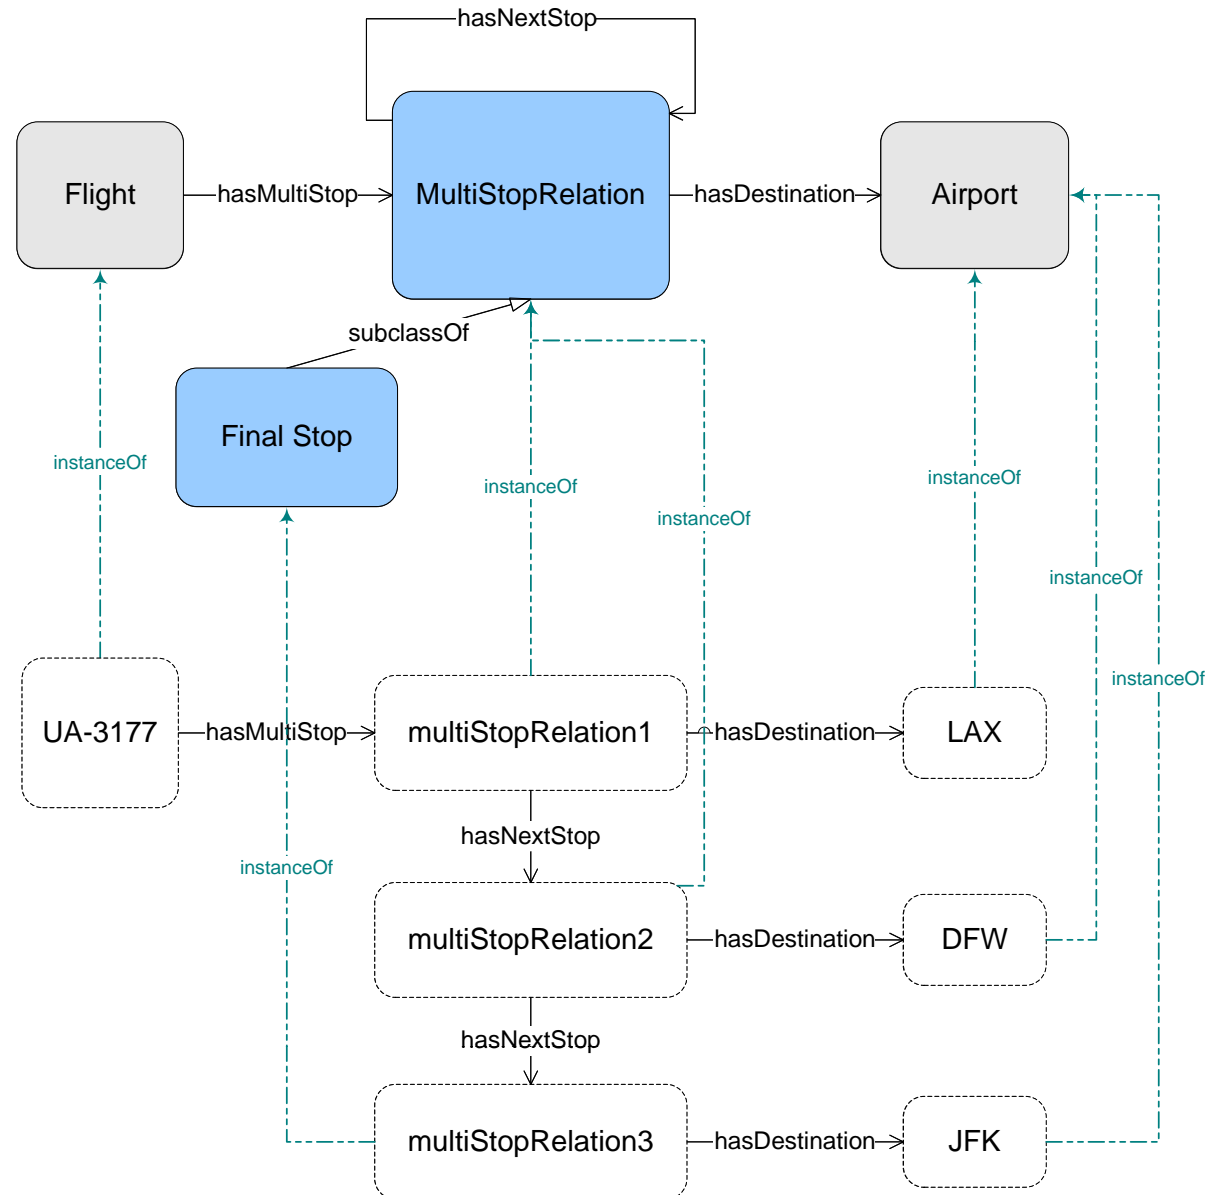 hasNextStop
Flight
hasMultiStop
MultiStopRelation
hasDestination
Airport
subclassOf
Final Stop
instanceOf
instanceOf
instanceOf
instanceOf
instanceOf
instanceOf
UA-3177
hasMultiStop
multiStopRelation1
hasDestination
LAX
hasNextStop
instanceOf
multiStopRelation2
hasDestination
DFW
hasNextStop
multiStopRelation3
hasDestination
JFK